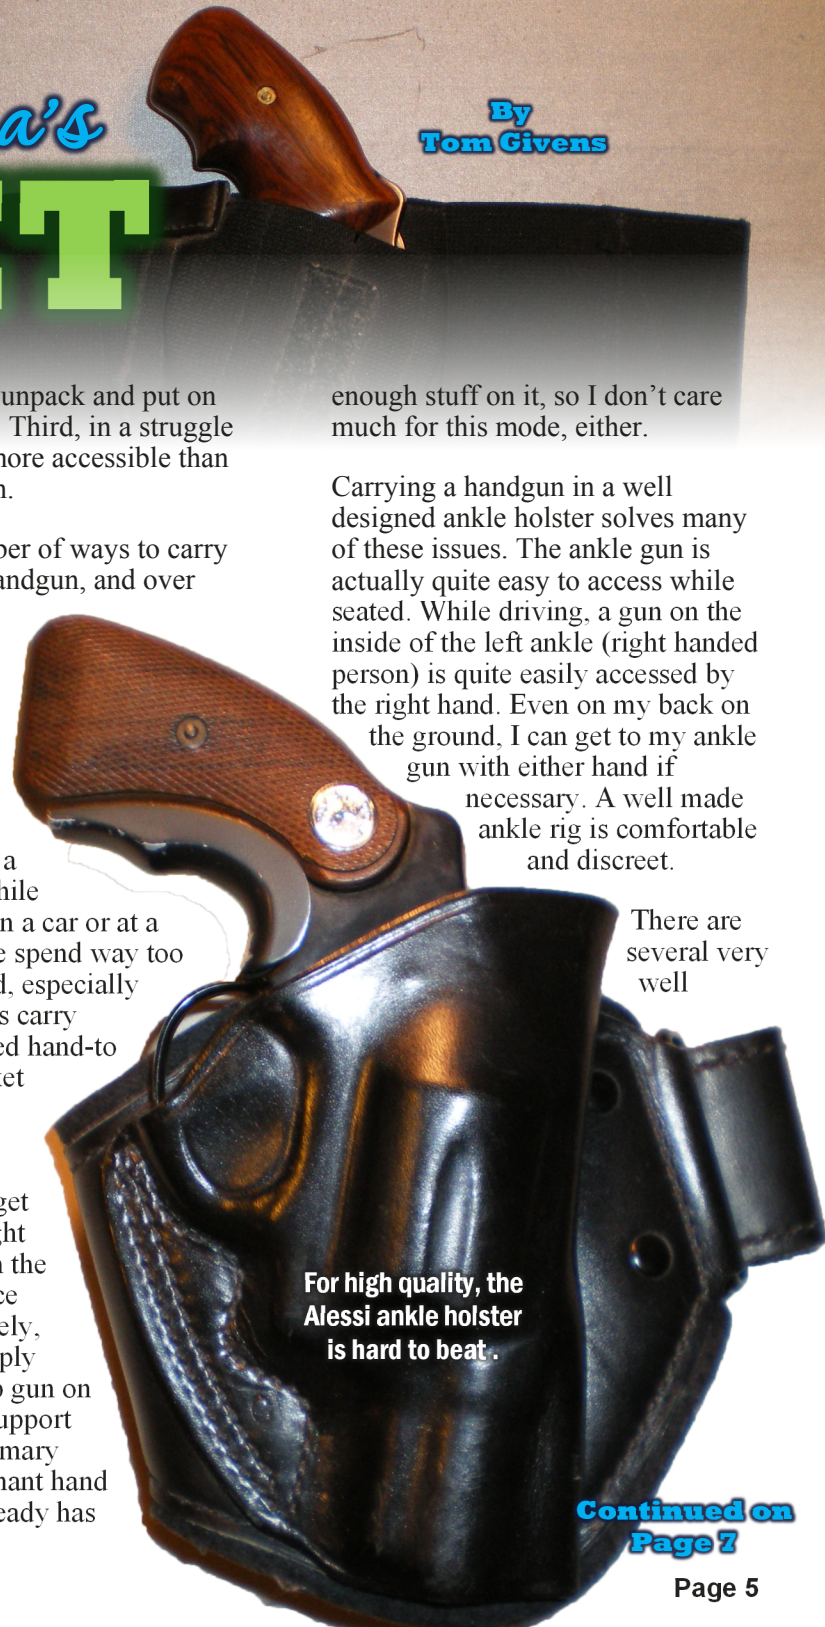 a's
By
Tom Givens
T
unpack and put on
Third, in a struggle
more accessible than
ber of ways to carry
andgun, and over
a
hile
n a car or at a
e spend way too
d, especially
s carry
ed hand-to
ket
get
ght
the
ce
ely,
ply
gun on
upport
mary
nant hand
eady has
enough stuff on it, so I don't care
much for this mode, either.
Carrying a handgun in a well
designed ankle holster solves many
of these issues. The ankle gun is
actually quite easy to access while
seated. While driving, a gun on the
inside of the left ankle (right handed
person) is quite easily accessed by
the right hand. Even on my back on
the ground, I can get to my ankle
gun with either hand if
necessary. A well made
ankle rig is comfortable
and discreet.
There are
several very
well
For high quality, the
Alessi ankle holster
is hard to beat .
Continued on
Page 7
Page 5